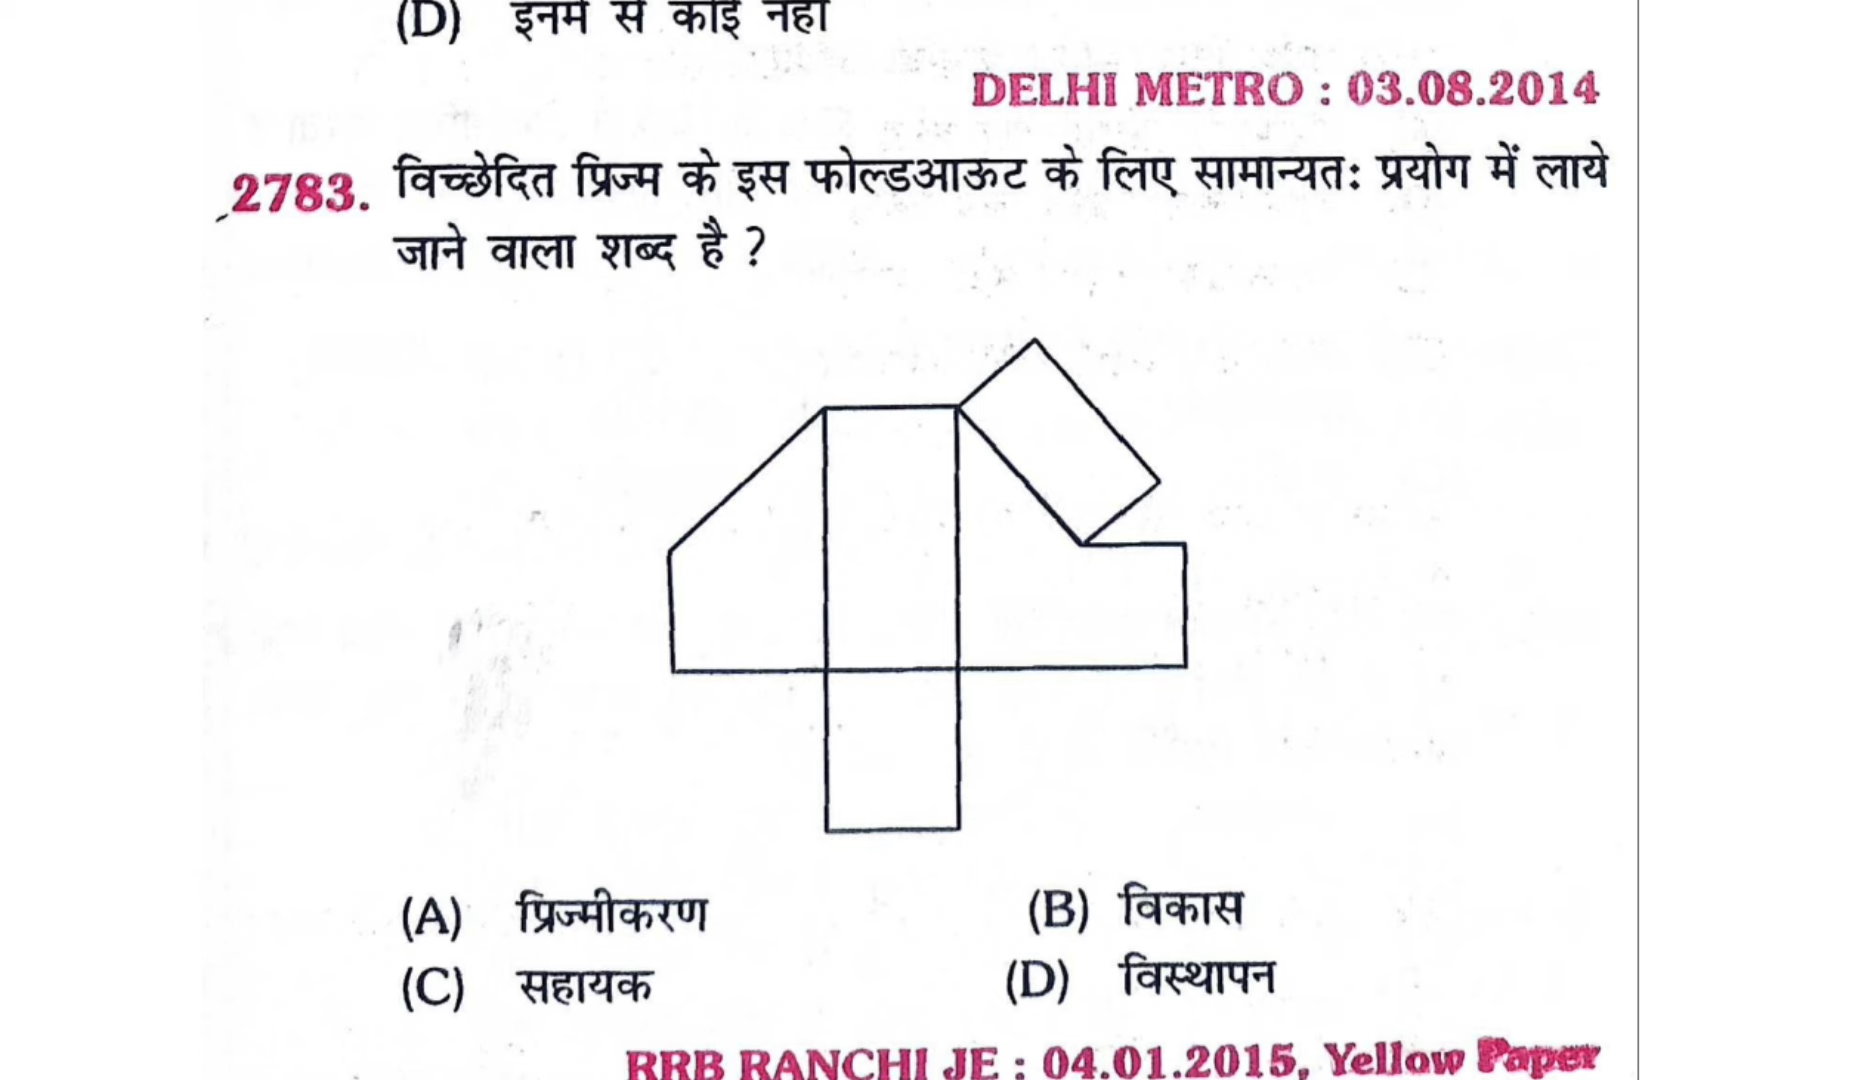 (D) इनमें से कोई नहीं
DELHI METRO : 03.08.2014
2783. विच्छेदित प्रिज्म के इस फोल्डआऊट के लिए सामान्यतः प्रयोग में लाये
जाने वाला शब्द है ?
(A) प्रिज्मीकरण (B) विकास
(C) सहायक (D) विस्थापन
RRB RANCHI JE : 04.01.2015, Yellow Paper